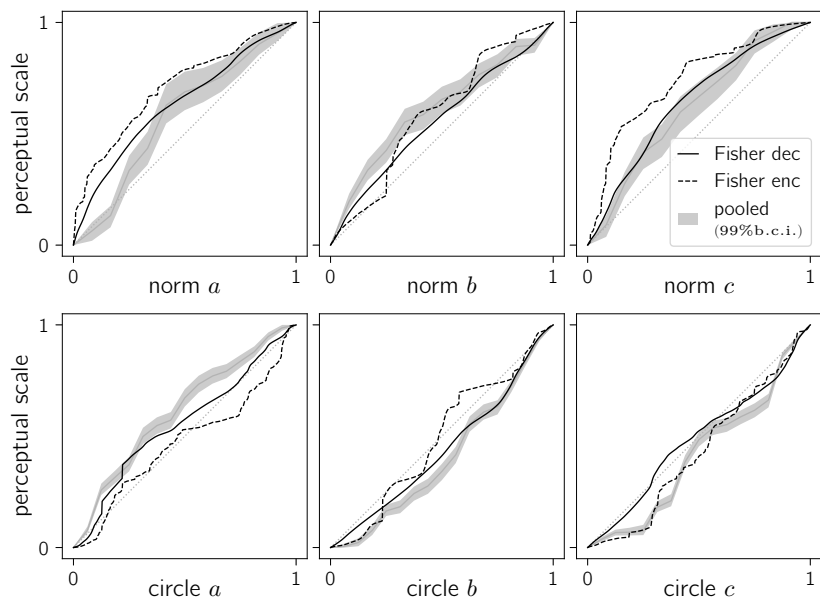 1
perceptual scale
0
0
1
norm a
0
1
norm b
0
1
norm c
Fisher dec
Fisher enc
pooled
(99%b.c.i.)
1
perceptual scale
0
0
1
circle a
0
1
circle b
0
1
circle c